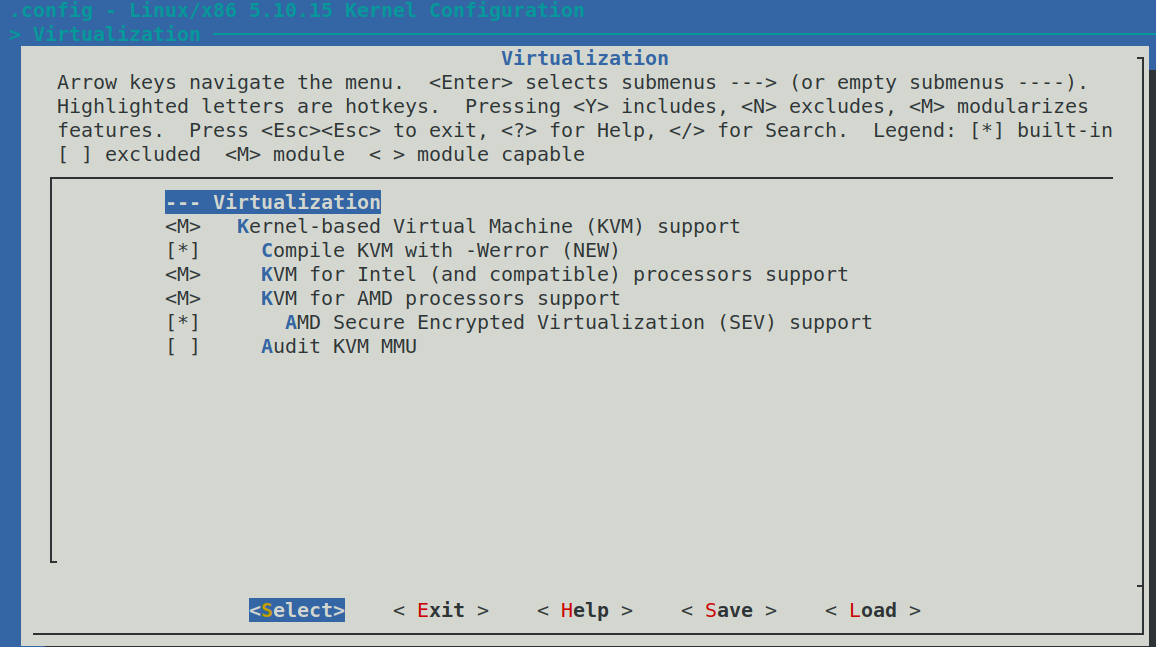 .config - Linux/x86 5.10.15 Kernel Configuration
> Virtualization
Virtualization
Arrow keys navigate the menu.  <Enter> selects submenus ---> (or empty submenus ----).
Highlighted letters are hotkeys.  Pressing <Y> includes, <N> excludes, <M> modularizes
features.  Press <Esc><Esc> to exit, <?> for Help, </> for Search.  Legend: [*] built-in
[ ] excluded  <M> module  < > module capable
--- Virtualization
<M>   Kernel-based Virtual Machine (KVM) support
[*]     Compile KVM with -Werror (NEW)
<M>     KVM for Intel (and compatible) processors support
<M>     KVM for AMD processors support
[*]       AMD Secure Encrypted Virtualization (SEV) support
[ ]     Audit KVM MMU
<Select>    < Exit >    < Help >    < Save >    < Load >